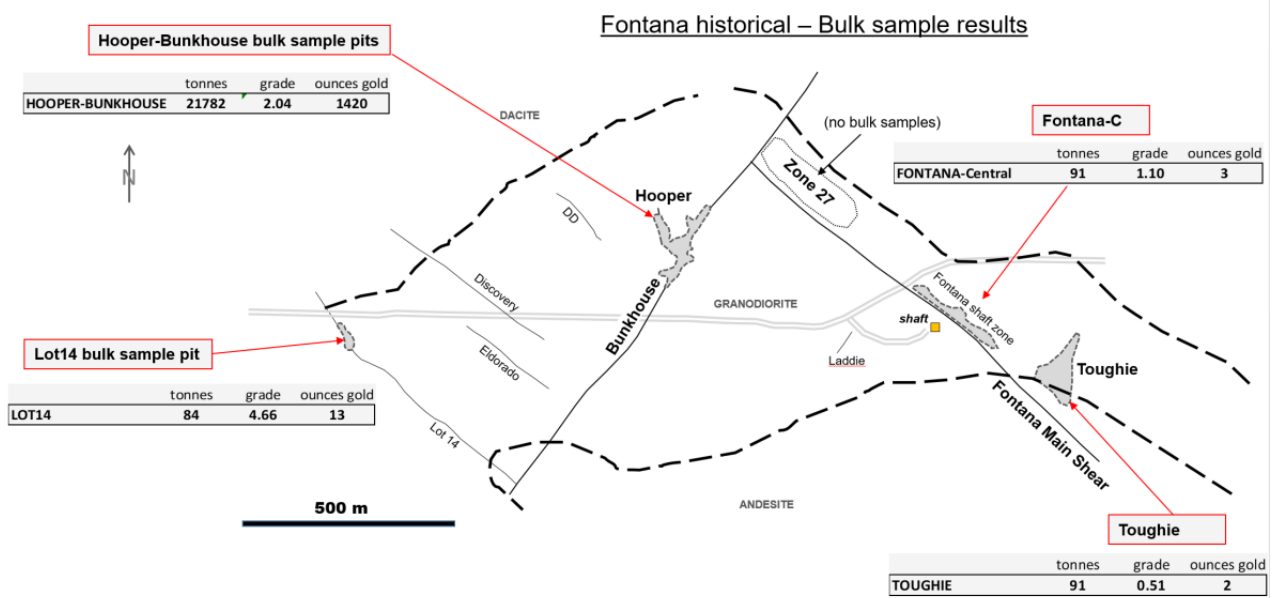 Fontana historical – Bulk sample results
Hooper-Bunkhouse bulk sample pits
tonnes grade ounces gold
HOOPER-BUNKHOUSE 21782 2.04 1420
N
DACITE
(no bulk samples)
Fontana-C
tonnes grade ounces gold
FONTANA-Central 91 1.10 3
Zone 27
Hooper
DD
Discovery
Bunkhouse
GRANODIORITE
Fontana shaft zone
shaft
Lot14 bulk sample pit
Eldorado
Laddie
Toughie
tonnes grade ounces gold
LOT14 84 4.66 13
Lot 14
Fontana Main Shear
500 m
ANDESITE
Toughie
tonnes grade ounces gold
TOUGHIE 91 0.51 2